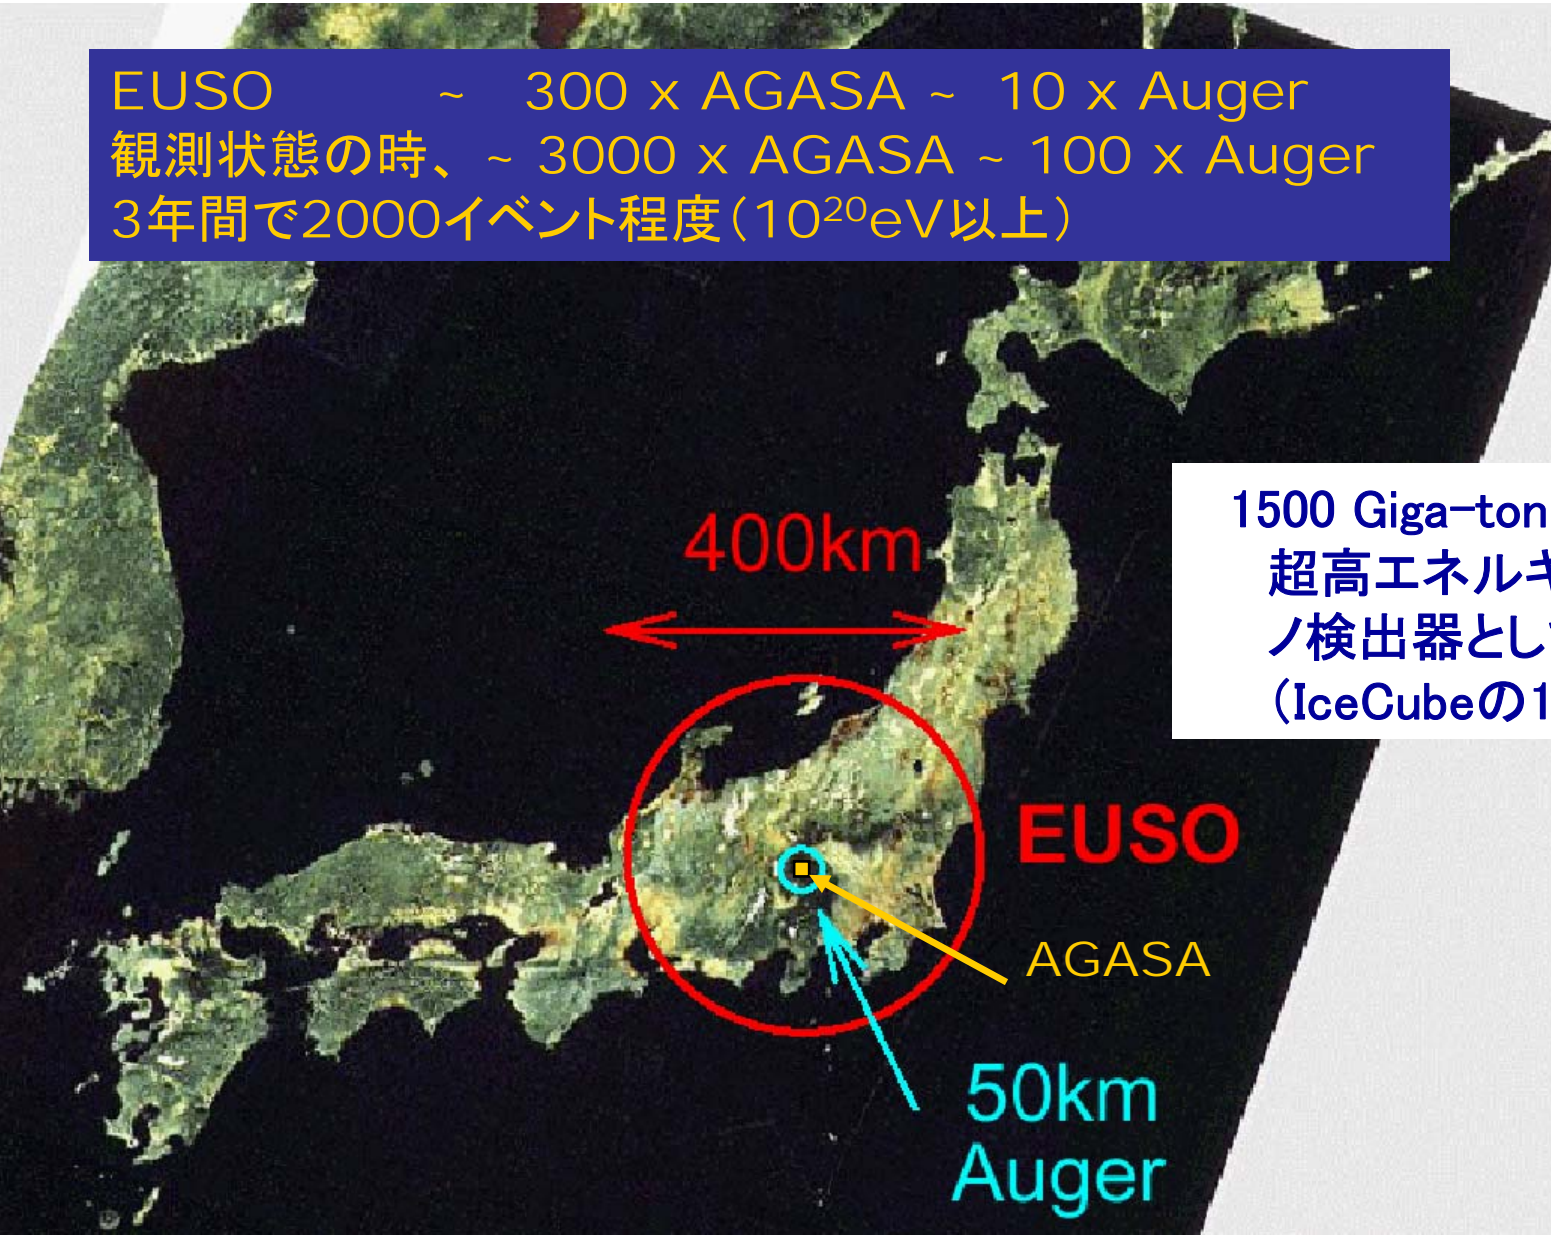 EUSO ~ 300 x AGASA ~ 10 x Auger
観測状態の時、 ~ 3000 x AGASA ~ 100 x Auger
3年間で2000イベント程度（10²⁰eV以上）
400km
1500 Giga-ton
超高エネルキ
ノ検出器とし
（IceCubeの1
EUSO
AGASA
50km
Auger